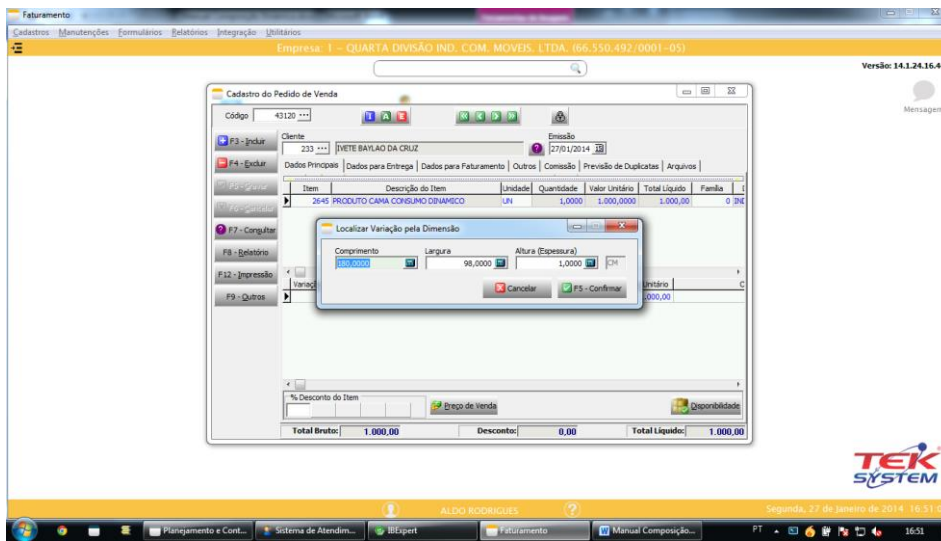 Faturamento
Cadastros Manutenções Formulários Relatórios Integração Utilitários
Empresa: 1 - QUARTA DIVISÃO IND. COM. MOVEIS. LTDA. (66.550.492/0001-05)
Versão: 14.1.24.16.4
Mensagen
Cadastro do Pedido de Venda
Código 43120
I A E
Cliente Emissão
233 IVETE BAYLAO DA CRUZ ? 27/01/2014
F3 - Incluir
F4 - Excluir
F7 - Consultar
F8 - Relatório
F12 - Impressão
F9 - Outros
Dados Principais Dados para Entrega Dados para Faturamento Outros Comissão Previsão de Duplicatas Arquivos
Item Descrição do Item Unidade Quantidade Valor Unitário Total Líquido Família
2645 PRODUTO CAMA CONSUMO DINAMICO UN 1,0000 1.000,0000 1.000,00 0 INE
Localizar Variação pela Dimensão
Comprimento Largura Altura (Espessura)
180,0000 98,0000 1,0000 CM
Cancelar F5 - Confirmar
Variaç Unitário C
.000,00
% Desconto do Item
Preço de Venda
Disponibilidade
Total Bruto: 1.000,00 Desconto: 0,00 Total Líquido: 1.000,00
TEK
SYSTEM
ALDO RODRIGUES ? Segunda, 27 de Janeiro de 2014 16:51:0
Planejamento e Cont... Sistema de Atendim... IBExpert Faturamento Manual Composição... PT 16:51